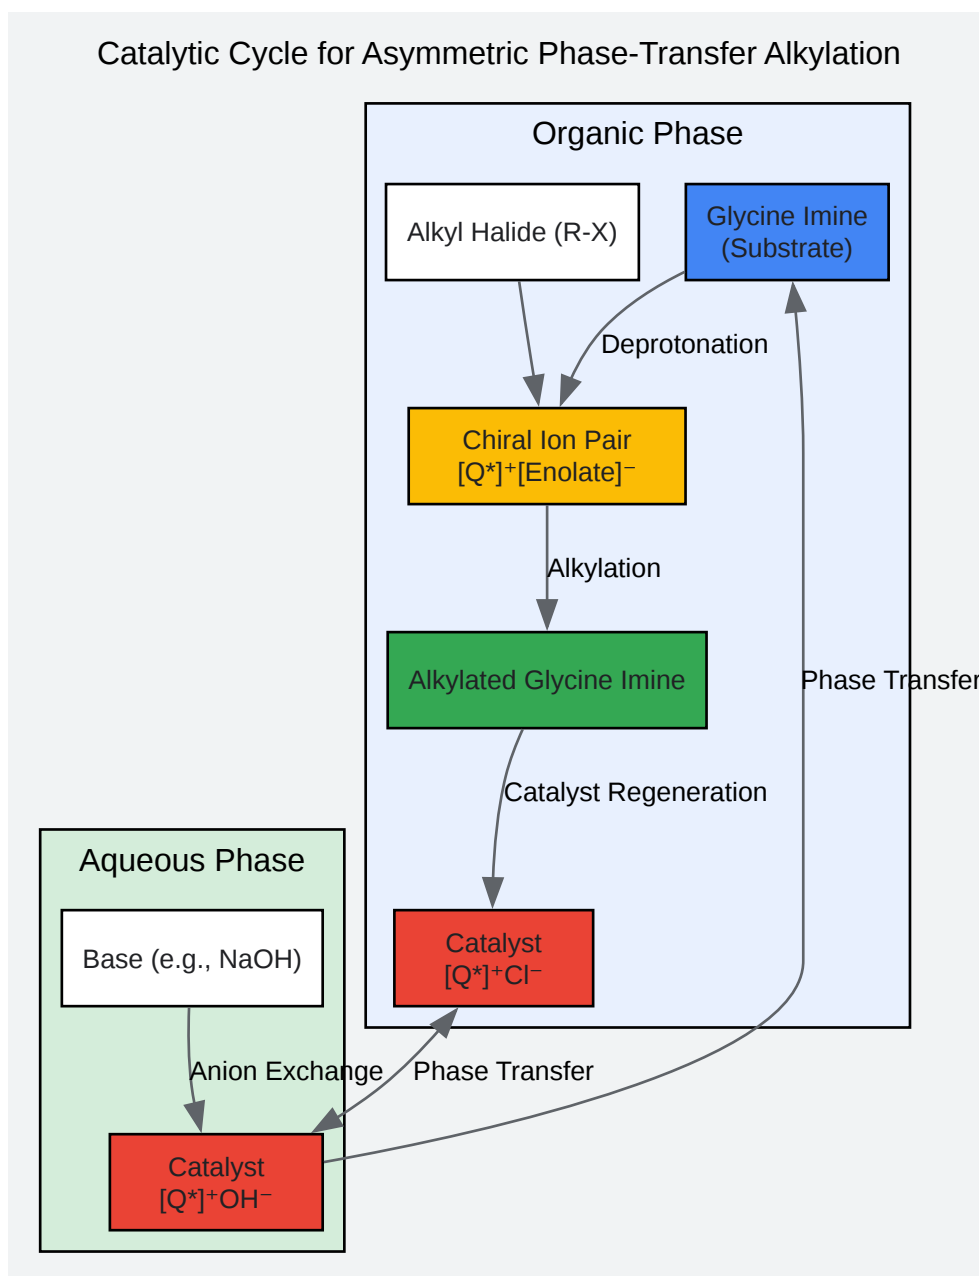 Catalytic Cycle for Asymmetric Phase-Transfer Alkylation
Organic Phase
Alkyl Halide (R-X)
Glycine Imine
(Substrate)
Deprotonation
Chiral Ion Pair
[Q*]⁺[Enolate]⁻
Alkylation
Alkylated Glycine Imine
Phase Transfer
Catalyst Regeneration
Aqueous Phase
Base (e.g., NaOH)
Catalyst
[Q*]⁺Cl⁻
Anion Exchange
Phase Transfer
Catalyst
[Q*]⁺OH⁻